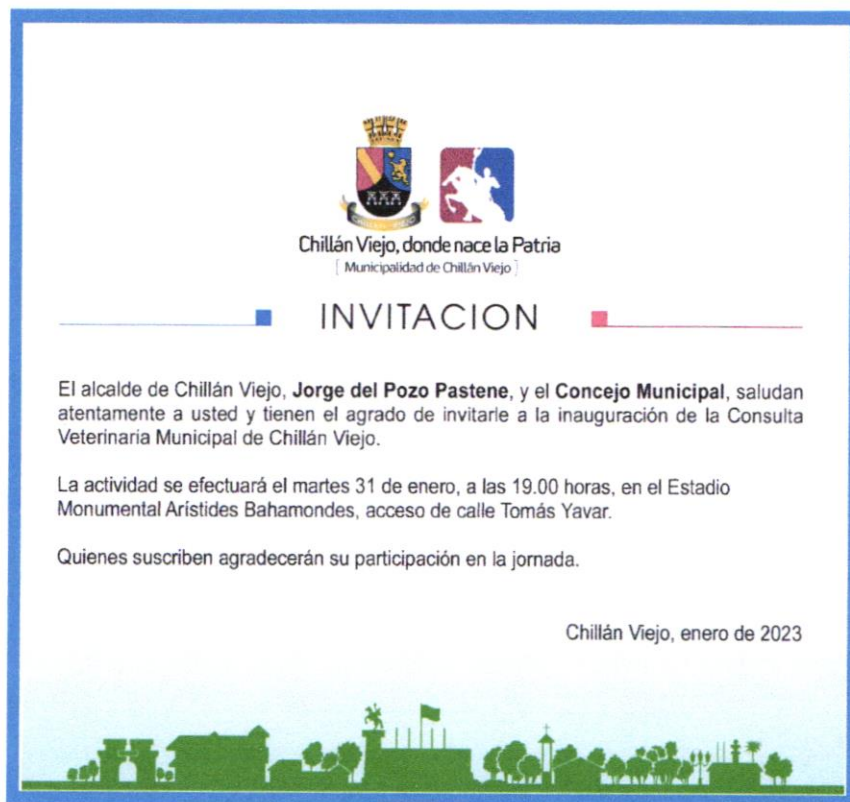 CHILLÁN VIEJO
Chillán Viejo, donde nace la Patria
[ Municipalidad de Chillán Viejo ]
INVITACION
El alcalde de Chillán Viejo, Jorge del Pozo Pastene, y el Concejo Municipal, saludan
atentamente a usted y tienen el agrado de invitarle a la inauguración de la Consulta
Veterinaria Municipal de Chillán Viejo.
La actividad se efectuará el martes 31 de enero, a las 19.00 horas, en el Estadio
Monumental Arístides Bahamondes, acceso de calle Tomás Yavar.
Quienes suscriben agradecerán su participación en la jornada.
Chillán Viejo, enero de 2023